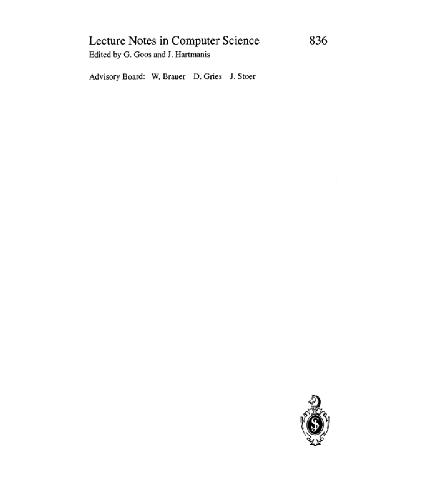 Lecture Notes in Computer Science 836
Edited by G. Goos and J. Hartmanis
Advisory Board: W. Brauer D. Gries J. Stoer